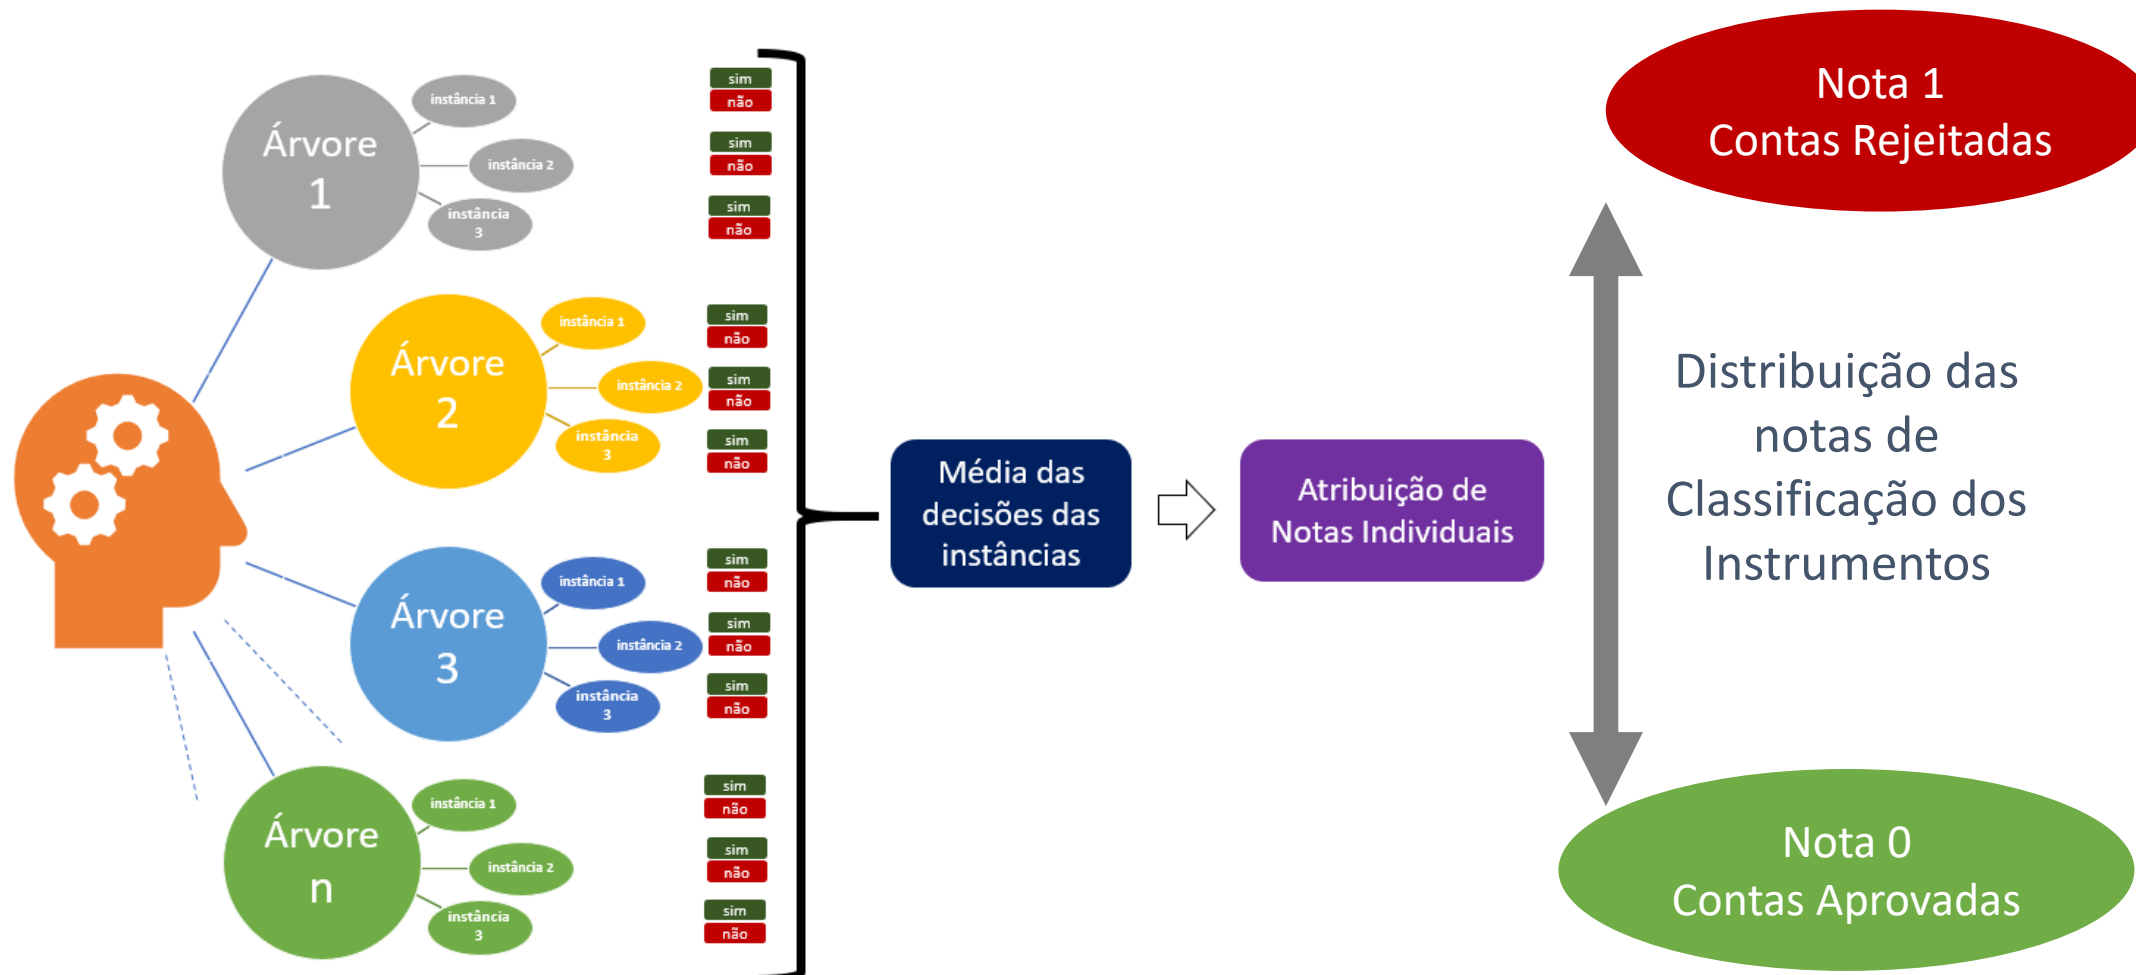 Árvore
1
instância 1
instância 2
instância
3
sim
não
sim
não
sim
não
Árvore
2
instância 1
instância 2
instância
3
sim
não
sim
não
sim
não
Árvore
3
instância 1
instância 2
instância
3
sim
não
sim
não
sim
não
Árvore
n
instância 1
instância 2
instância
3
sim
não
sim
não
sim
não
Média das
decisões das
instâncias
Atribuição de
Notas Individuais
Nota 1
Contas Rejeitadas
Distribuição das
notas de
Classificação dos
Instrumentos
Nota 0
Contas Aprovadas